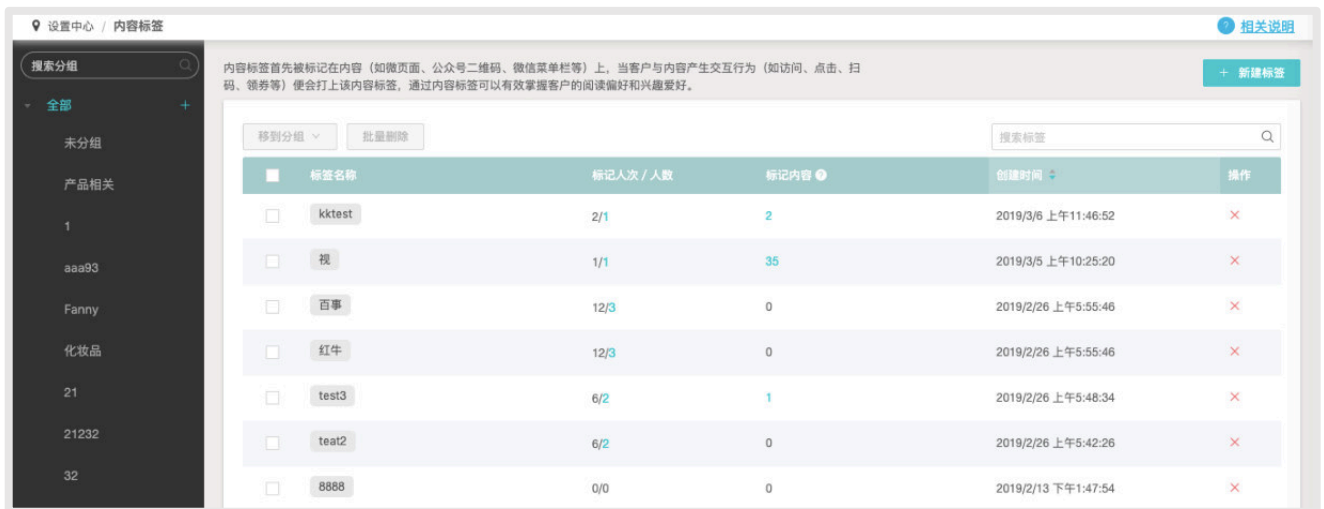 设置中心 / 内容标签
相关说明
搜索分组
全部
未分组
产品相关
1
aaa93
Fanny
化妆品
21
21232
32
内容标签首先被标记在内容（如微页面、公众号二维码、微信菜单栏等）上，当客户与内容产生交互行为（如访问、点击、扫
码、领券等）便会打上该内容标签，通过内容标签可以有效掌握客户的阅读偏好和兴趣爱好。
+ 新建标签
移到分组 批量删除 搜索标签
标签名称 标记人次 / 人数 标记内容 创建时间 操作
kktest 2/1 2 2019/3/6 上午11:46:52
视 1/1 35 2019/3/5 上午10:25:20
百事 12/3 0 2019/2/26 上午5:55:46
红牛 12/3 0 2019/2/26 上午5:55:46
test3 6/2 1 2019/2/26 上午5:48:34
teat2 6/2 0 2019/2/26 上午5:42:26
8888 0/0 0 2019/2/13 下午1:47:54